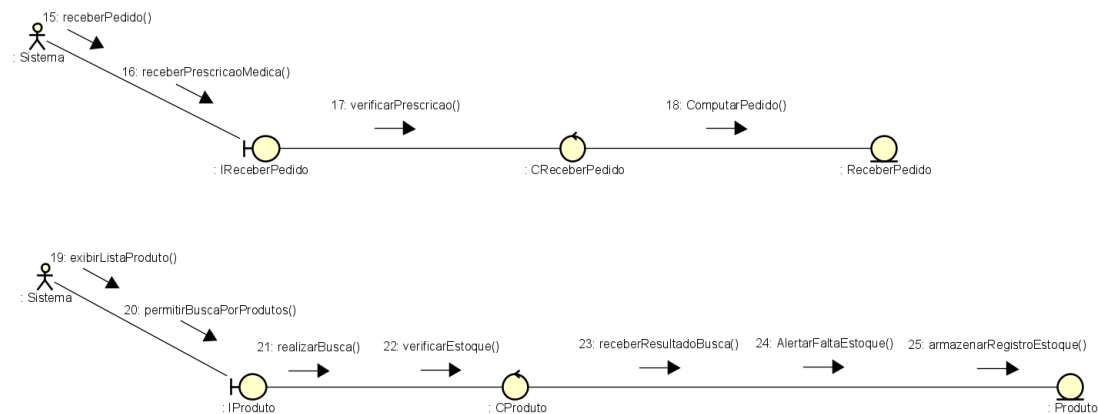 15: receberPedido()
: Sistema
16: receberPrescricaoMedica()
17: verificarPrescricao()
18: ComputarPedido()
: IReceberPedido
: CReceberPedido
: ReceberPedido
19: exibirListaProduto()
: Sistema
20: permitirBuscaPorProdutos()
21: realizarBusca()
22: verificarEstoque()
23: receberResultadoBusca()
24: AlertarFaltaEstoque()
25: armazenarRegistroEstoque()
: IProduto
: CProduto
: Produto